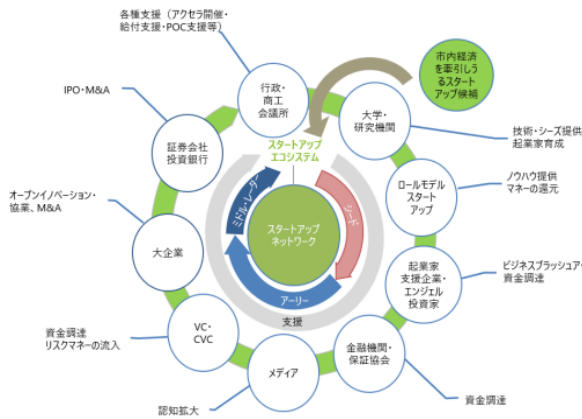 各種支援（アクセラ開催・
給付支援・POC支援等）
行政・
商工
会議所
市内経済
を牽引しう
るスタート
アップ候補
IPO・M&A
大学・
研究機関
技術・シーズ提供
起業家育成
証券会社
投資銀行
スタートアップ
エコシステム
オープンイノベーション・
協業、M&A
ミドル・レーター
シード
ロールモデル
スタート
アップ
ノウハウ提供
マネーの還元
スタートアップ
ネットワーク
大企業
アーリー
起業家
支援企業・
エンジェル
投資家
ビジネスブラッシュア・
資金調達
支援
資金調達
リスクマネーの流入
VC・
CVC
メディア
金融機関・
保証協会
資金調達
認知拡大